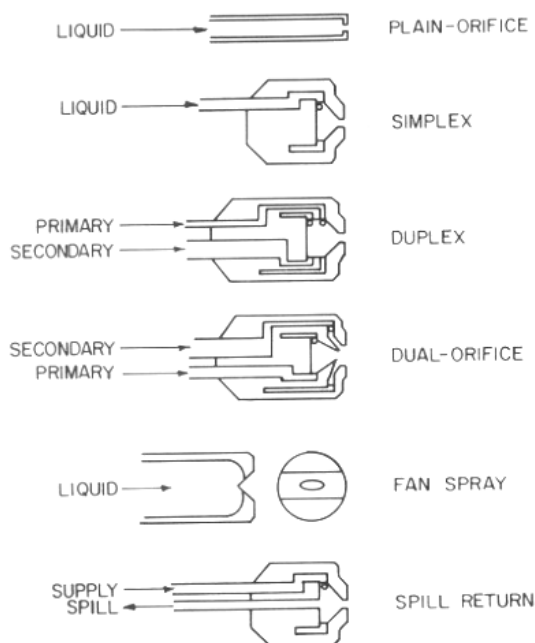 LIQUID
PLAIN-ORIFICE
LIQUID
SIMPLEX
PRIMARY
SECONDARY
DUPLEX
SECONDARY
PRIMARY
DUAL-ORIFICE
LIQUID
FAN SPRAY
SUPPLY
SPILL
SPILL RETURN